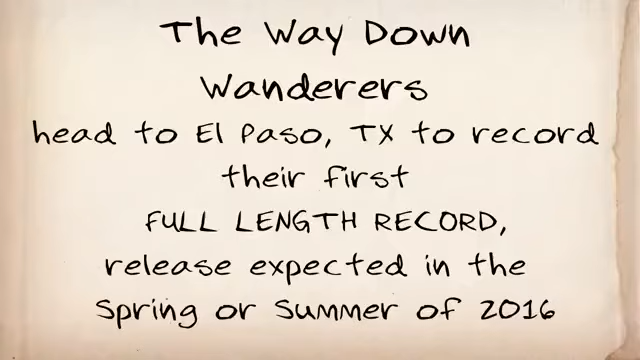 The Way Down
Wanderers
head to El Paso, TX to record
their first
FULL LENGTH RECORD,
release expected in the
Spring or Summer of 2016